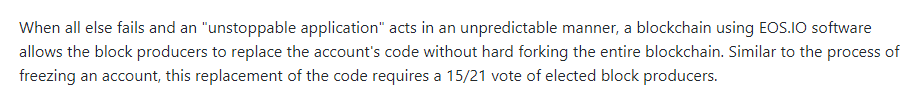 When all else fails and an "unstoppable application" acts in an unpredictable manner, a blockchain using EOS.IO software
allows the block producers to replace the account's code without hard forking the entire blockchain. Similar to the process of
freezing an account, this replacement of the code requires a 15/21 vote of elected block producers.